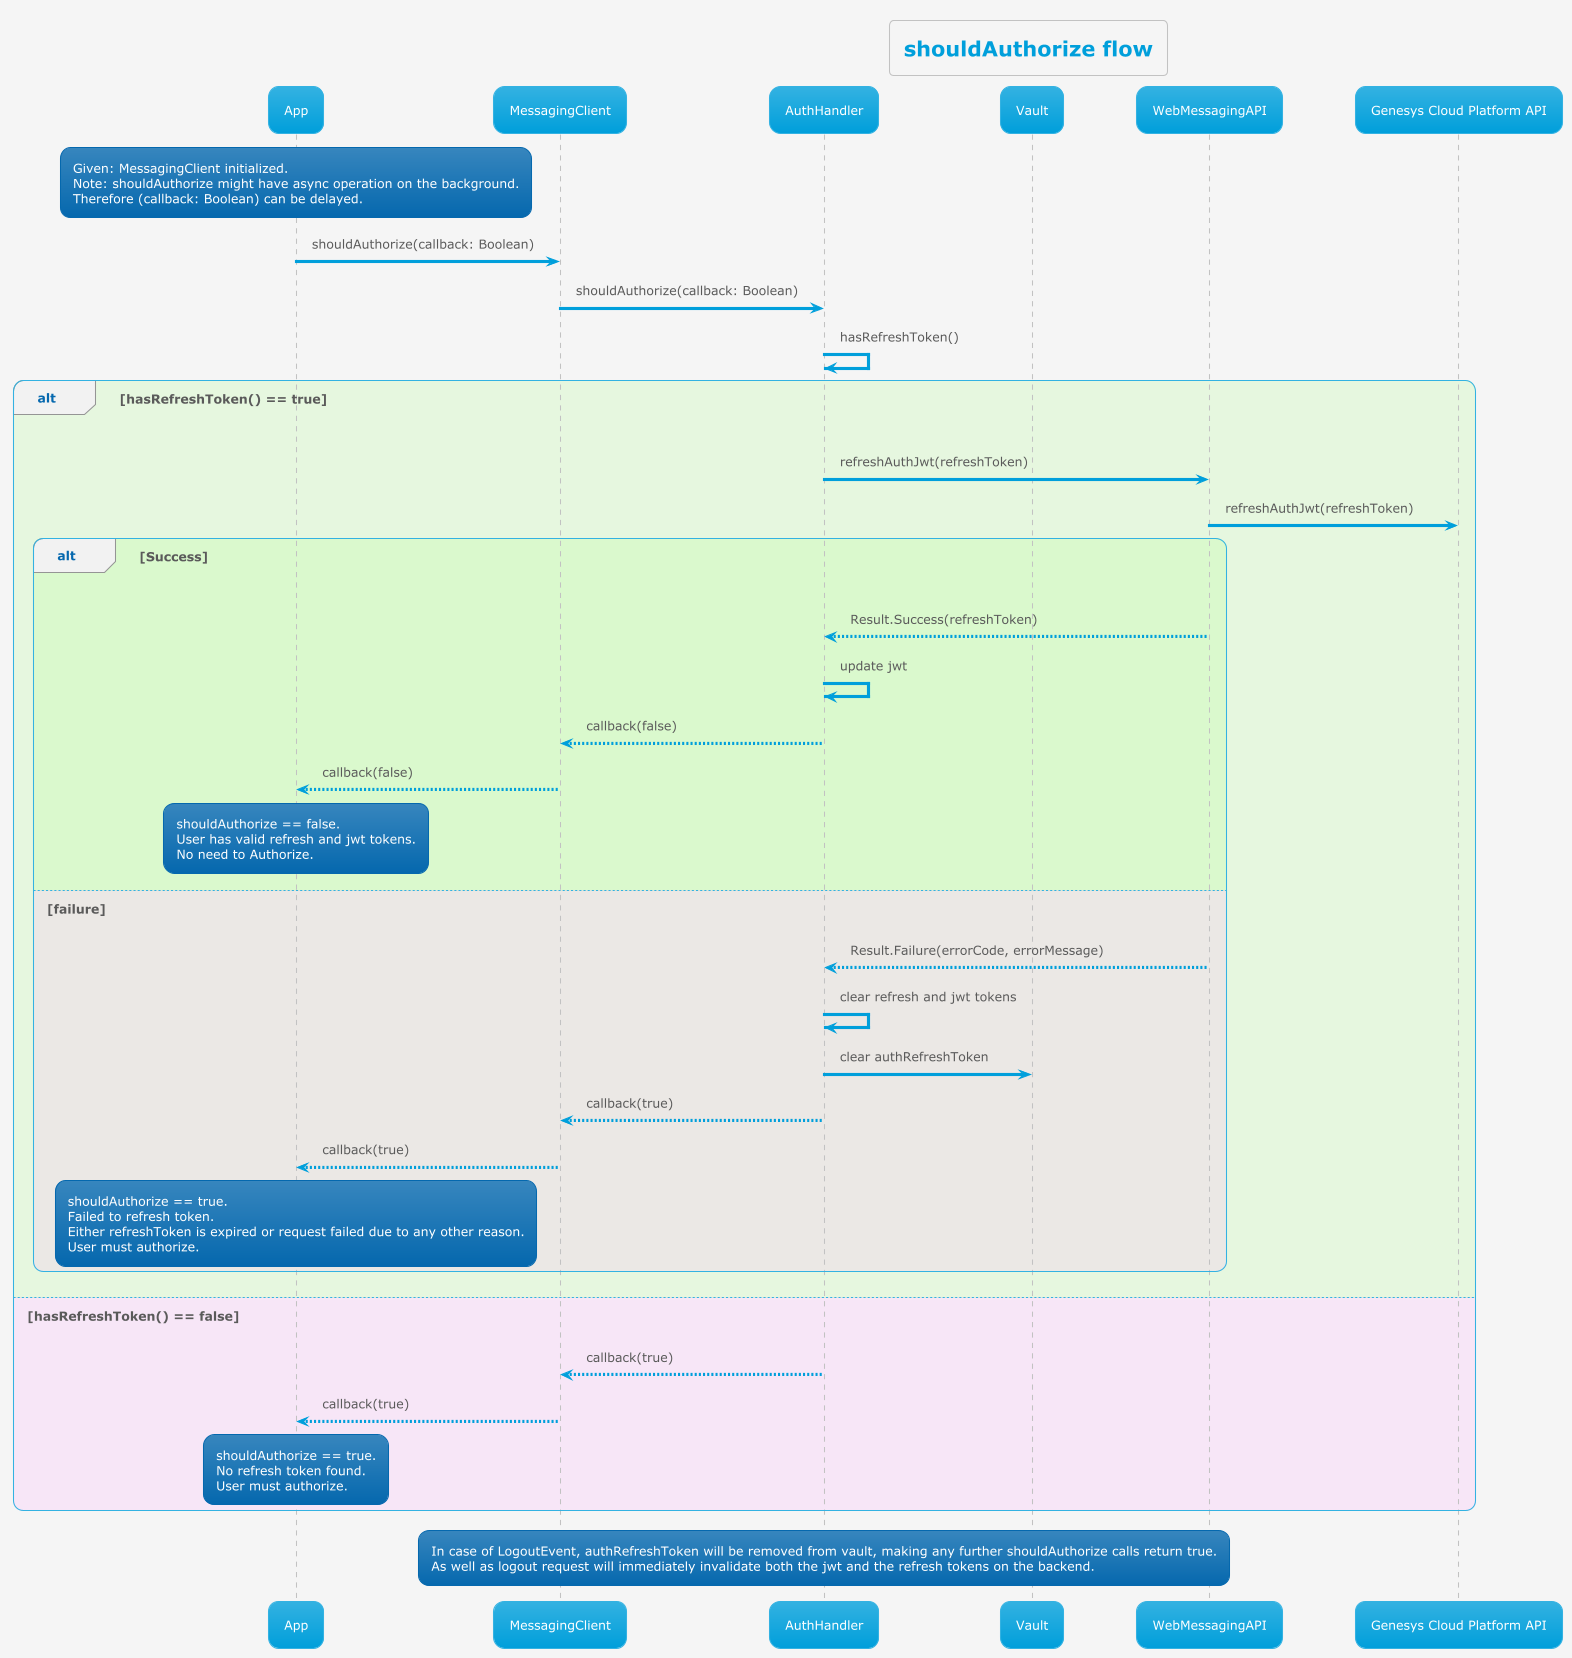 shouldAuthorize flow
App
MessagingClient
AuthHandler
Vault
WebMessagingAPI
Genesys Cloud Platform API
Given: MessagingClient initialized.
Note: shouldAuthorize might have async operation on the background.
Therefore (callback: Boolean) can be delayed.
shouldAuthorize(callback: Boolean)
shouldAuthorize(callback: Boolean)
hasRefreshToken()
alt
[hasRefreshToken() == true]
refreshAuthJwt(refreshToken)
refreshAuthJwt(refreshToken)
alt
[Success]
Result.Success(refreshToken)
update jwt
callback(false)
callback(false)
shouldAuthorize == false.
User has valid refresh and jwt tokens.
No need to Authorize.
[failure]
Result.Failure(errorCode, errorMessage)
clear refresh and jwt tokens
clear authRefreshToken
callback(true)
callback(true)
shouldAuthorize == true.
Failed to refresh token.
Either refreshToken is expired or request failed due to any other reason.
User must authorize.
[hasRefreshToken() == false]
callback(true)
callback(true)
shouldAuthorize == true.
No refresh token found.
User must authorize.
In case of LogoutEvent, authRefreshToken will be removed from vault, making any further shouldAuthorize calls return true.
As well as logout request will immediately invalidate both the jwt and the refresh tokens on the backend.
App
MessagingClient
AuthHandler
Vault
WebMessagingAPI
Genesys Cloud Platform API